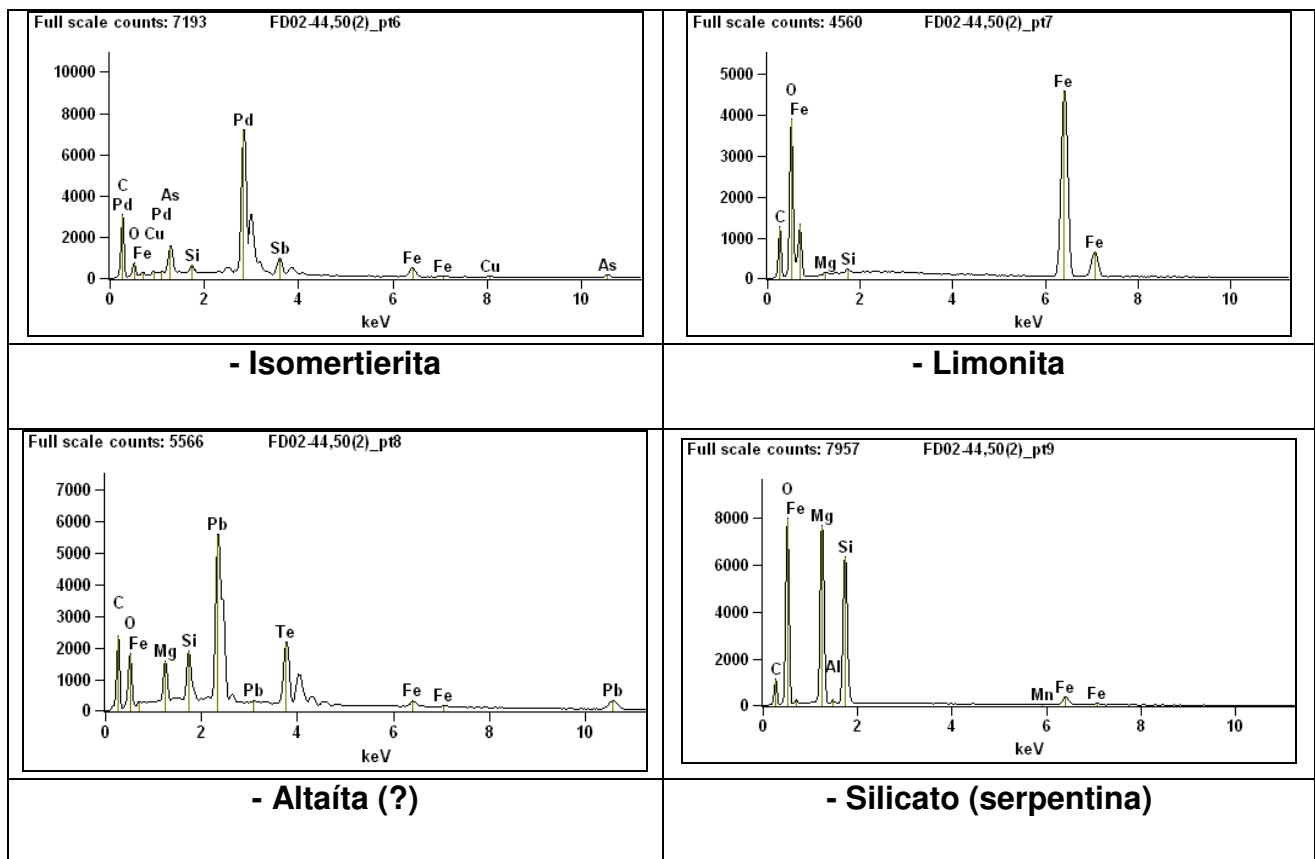 Full scale counts: 7193 FD02-44,50(2)_pt6
10000
8000
6000
4000
2000
0
C
Pd
O
Fe
Cu
Pd
As
Si
Pd
Sb
Fe
Fe
Cu
As
0 2 4 6 8 10
keV
- Isomertierita
Full scale counts: 4560 FD02-44,50(2)_pt7
5000
4000
3000
2000
1000
0
C
O
Fe
Mg
Si
Fe
Fe
0 2 4 6 8 10
keV
- Limonita
Full scale counts: 5566 FD02-44,50(2)_pt8
7000
6000
5000
4000
3000
2000
1000
0
C
O
Fe
Mg
Si
Pb
Pb
Te
Fe
Fe
Pb
0 2 4 6 8 10
keV
- Altaíta (?)
Full scale counts: 7957 FD02-44,50(2)_pt9
8000
6000
4000
2000
0
C
O
Fe
Mg
Al
Si
Mn
Fe
Fe
0 2 4 6 8 10
keV
- Silicato (serpentina)